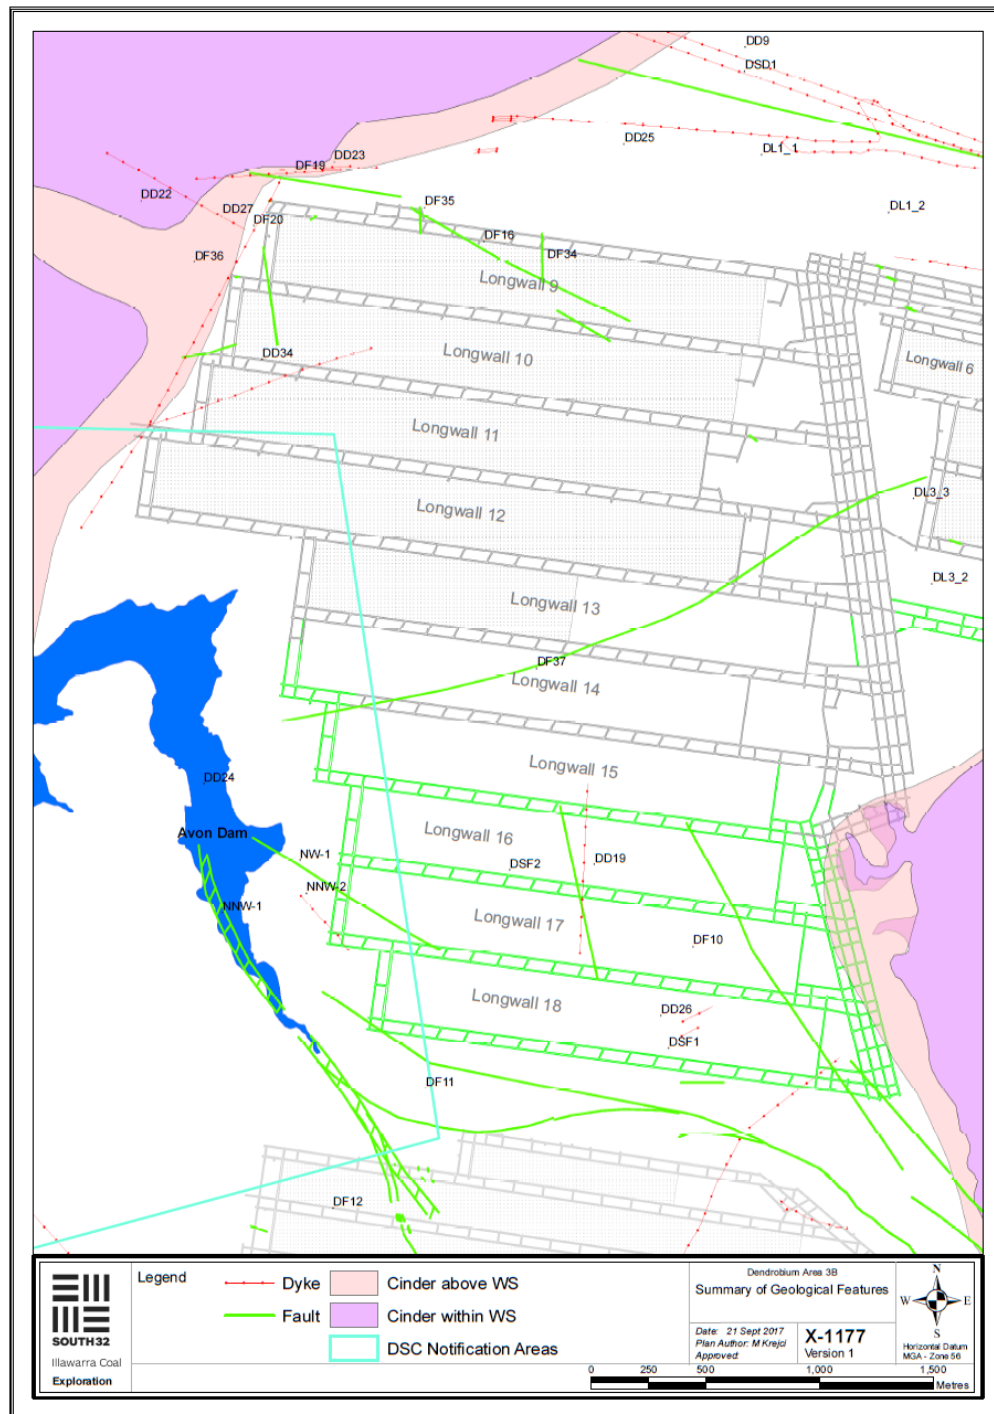 DD9
DSD1
DD25
DL1_1
DD23
DF19
DD22
DD27
DF20
DF35
DL1_2
DF16
DF34
DF36
Longwall 9
DD34
Longwall 10
Longwall 6
Longwall 11
DL3_3
Longwall 12
DL3_2
Longwall 13
DF37
Longwall 14
Longwall 15
DD24
Avon Dam
Longwall 16
NW-1
DSF2
DD19
NNW-2
NNW-1
Longwall 17
DF10
Longwall 18
DD26
DSF1
DF11
DF12
SOUTH32
Illawarra Coal
Exploration
Legend
Dyke
Fault
Cinder above WS
Cinder within WS
DSC Notification Areas
Dendrobium Area 3B
Summary of Geological Features
Date: 21 Sept 2017
Plan Author: M Krejci
Approved:
X-1177
Version 1
N
W
E
S
Horizontal Datum
MGA - Zone 56
0 250 500 1,000 1,500
Metres